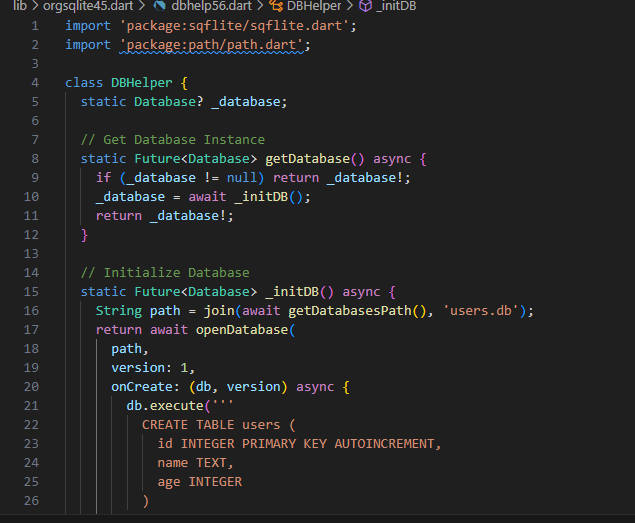 lib > orgsqlite45.dart > dbhelp56.dart > DBHelper > _initDB
1 import 'package:sqflite/sqflite.dart';
2 import 'package:path/path.dart';
3
4 class DBHelper {
5 static Database? _database;
6
7 // Get Database Instance
8 static Future<Database> getDatabase() async {
9 if (_database != null) return _database!;
10 _database = await _initDB();
11 return _database!;
12 }
13
14 // Initialize Database
15 static Future<Database> _initDB() async {
16 String path = join(await getDatabasesPath(), 'users.db');
17 return await openDatabase(
18 path,
19 version: 1,
20 onCreate: (db, version) async {
21 db.execute('''
22 CREATE TABLE users (
23 id INTEGER PRIMARY KEY AUTOINCREMENT,
24 name TEXT,
25 age INTEGER
26 )